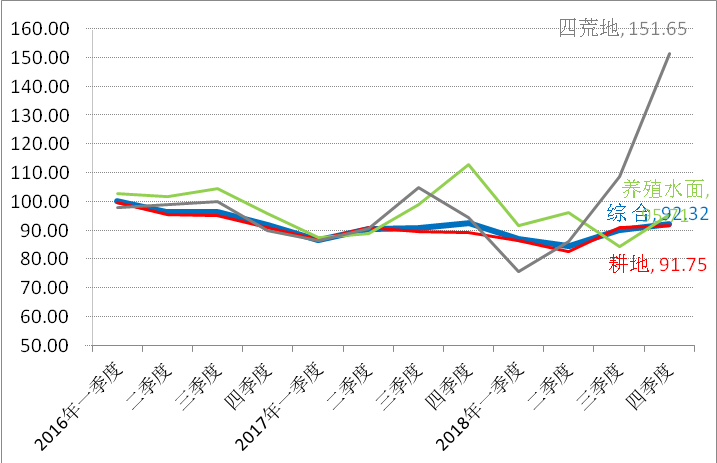 160.00
150.00
140.00
130.00
120.00
110.00
100.00
90.00
80.00
70.00
60.00
50.00
四荒地, 151.65
养殖水面,
综合, 92.32
耕地, 91.75
2016年一季度
二季度
三季度
四季度
2017年一季度
二季度
三季度
四季度
2018年一季度
二季度
三季度
四季度